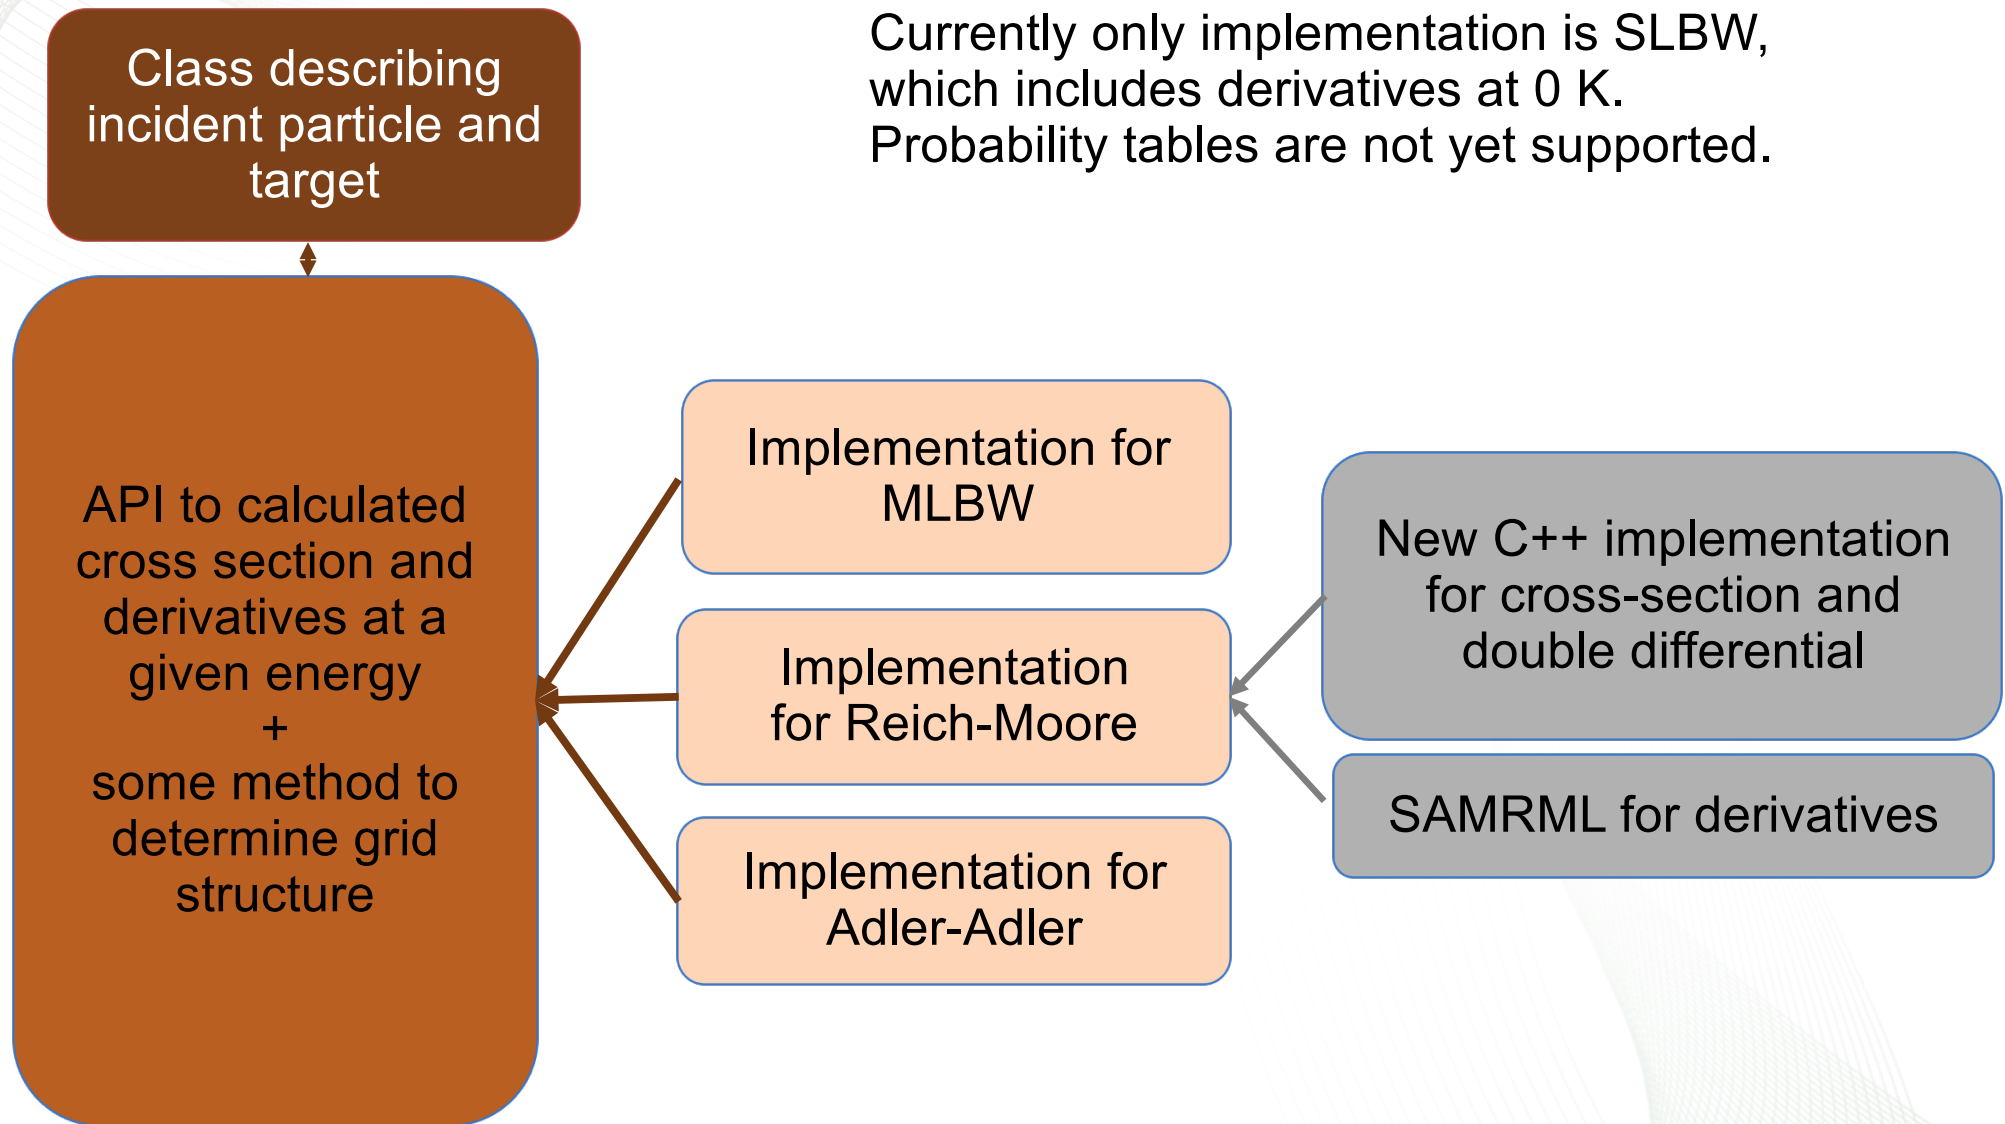 Class describing
incident particle and
target
Currently only implementation is SLBW,
which includes derivatives at 0 K.
Probability tables are not yet supported.
API to calculated
cross section and
derivatives at a
given energy
+
some method to
determine grid
structure
Implementation for
MLBW
Implementation
for Reich-Moore
Implementation for
Adler-Adler
New C++ implementation
for cross-section and
double differential
SAMRML for derivatives